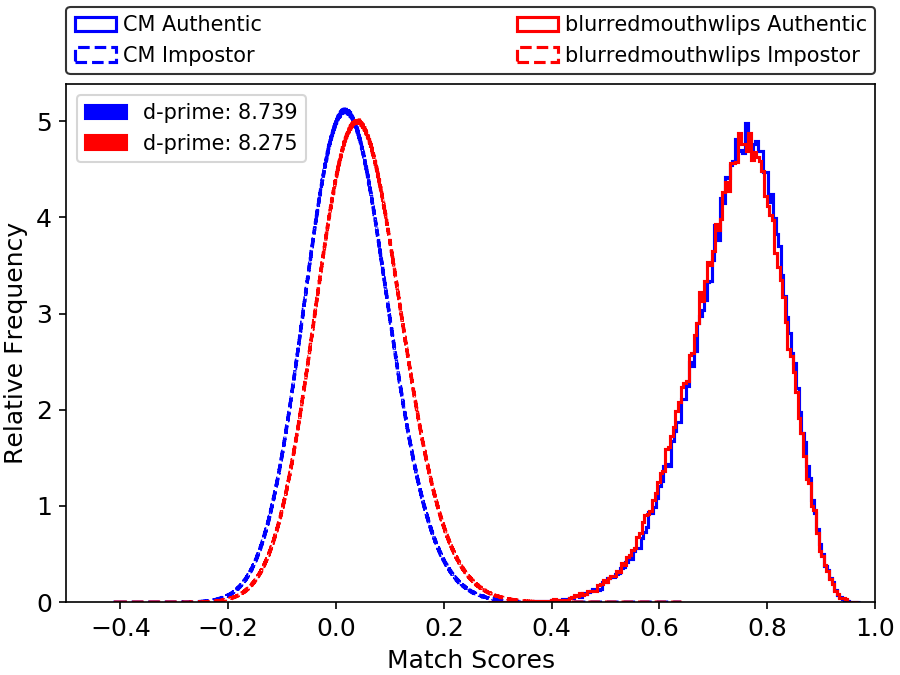 CM Authentic
CM Impostor
blurredmouthwlips Authentic
blurredmouthwlips Impostor
d-prime: 8.739
d-prime: 8.275
Relative Frequency
5
4
3
2
1
0
−0.4 −0.2 0.0 0.2 0.4 0.6 0.8 1.0
Match Scores